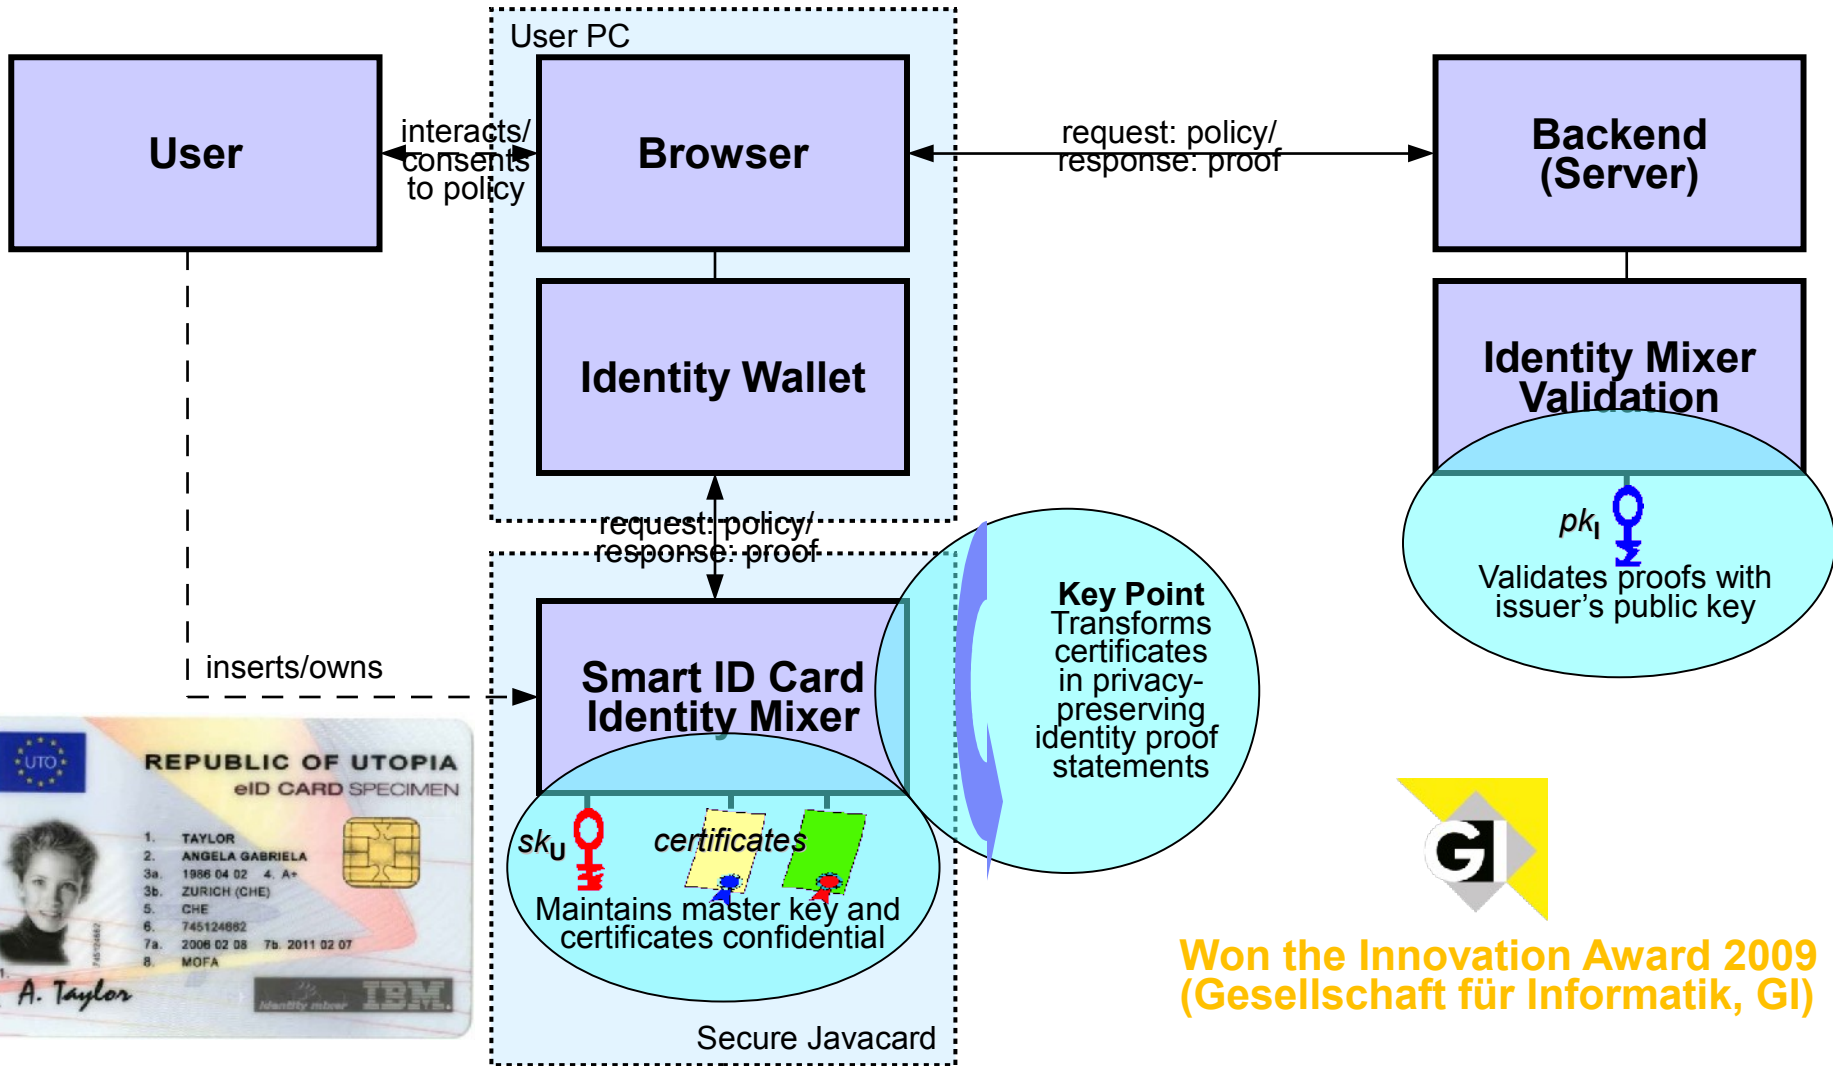 User PC
User
interacts/
consents
to policy
Browser
request: policy/
response: proof
Backend
(Server)
Identity Wallet
Identity Mixer
Validation
request: policy/
response: proof
pkI
Validates proofs with
issuer's public key
Key Point
Transforms
certificates
in privacy-
preserving
identity proof
statements
inserts/owns
Smart ID Card
Identity Mixer
skU
certificates
Maintains master key and
certificates confidential
Secure Javacard
UTO
REPUBLIC OF UTOPIA
eID CARD SPECIMEN
1. TAYLOR
2. ANGELA GABRIELA
3a. 1986 04 02 4. A+
3b. ZURICH (CHE)
5. CHE
6. 745124662
7a. 2006 02 08 7b. 2011 02 07
8. MOFA
745124662
A. Taylor
identity mixer IBM
GI
Won the Innovation Award 2009
(Gesellschaft für Informatik, GI)